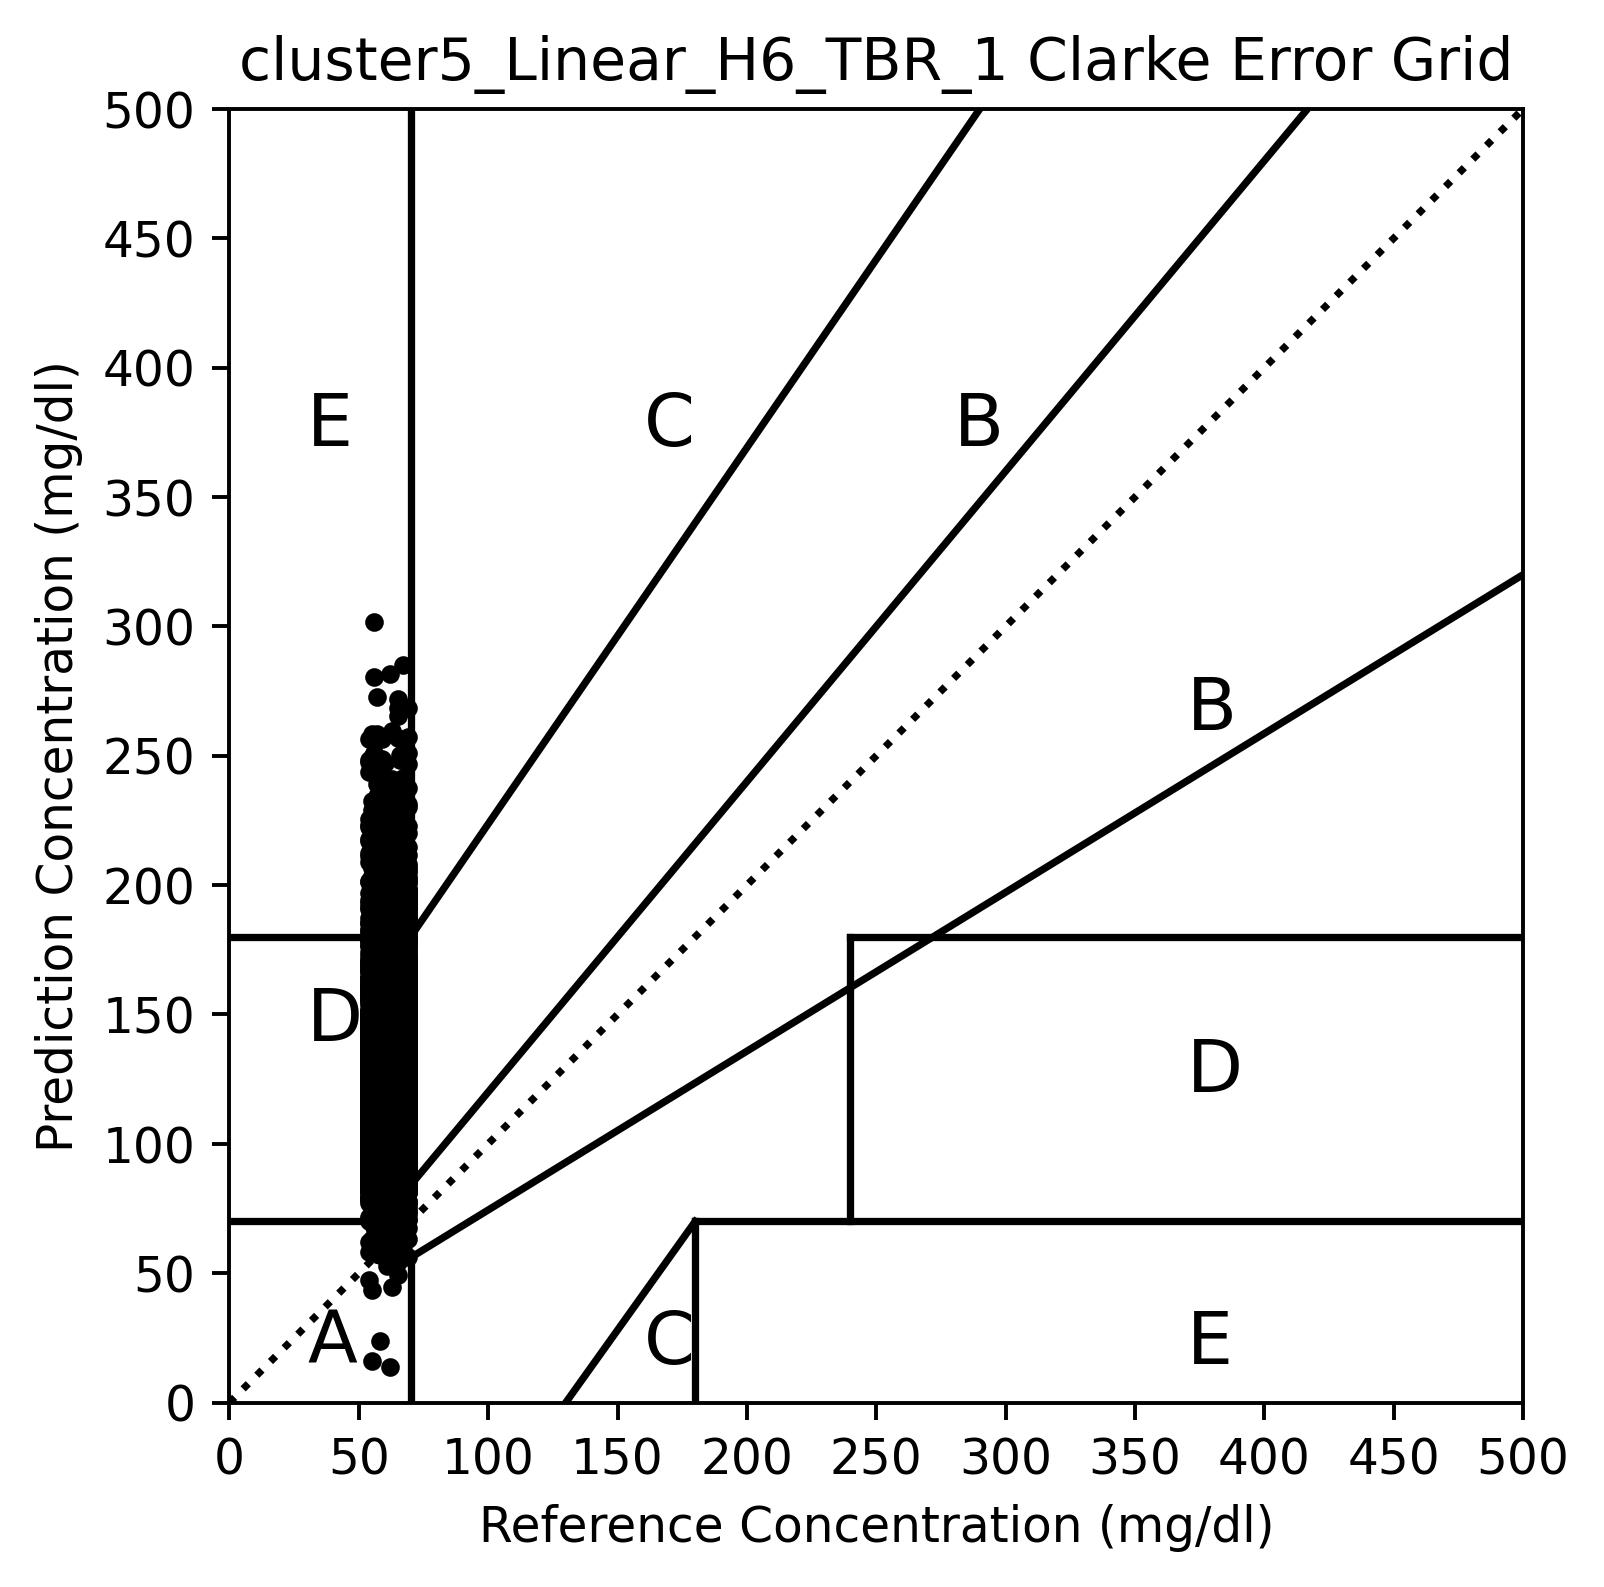 cluster5_Linear_H6_TBR_1 Clarke Error Grid
500
450
400
350
300
250
200
150
100
50
0
Prediction Concentration (mg/dl)
E
C
B
B
D
D
A
C
E
0 50 100 150 200 250 300 350 400 450 500
Reference Concentration (mg/dl)